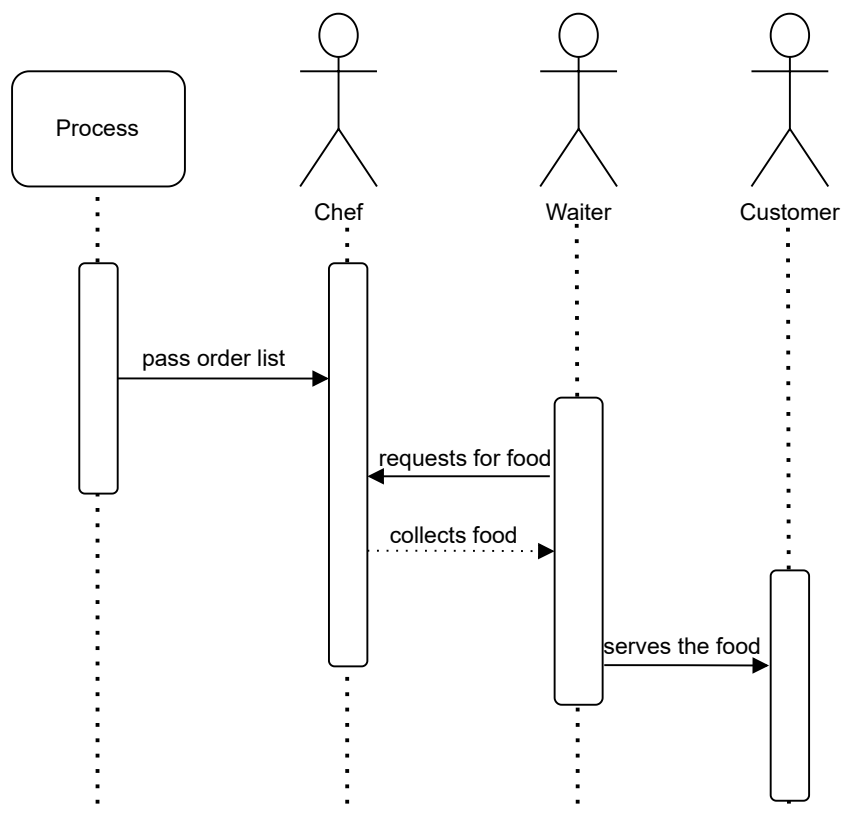 Process
Chef
Waiter
Customer
pass order list
requests for food
collects food
serves the food